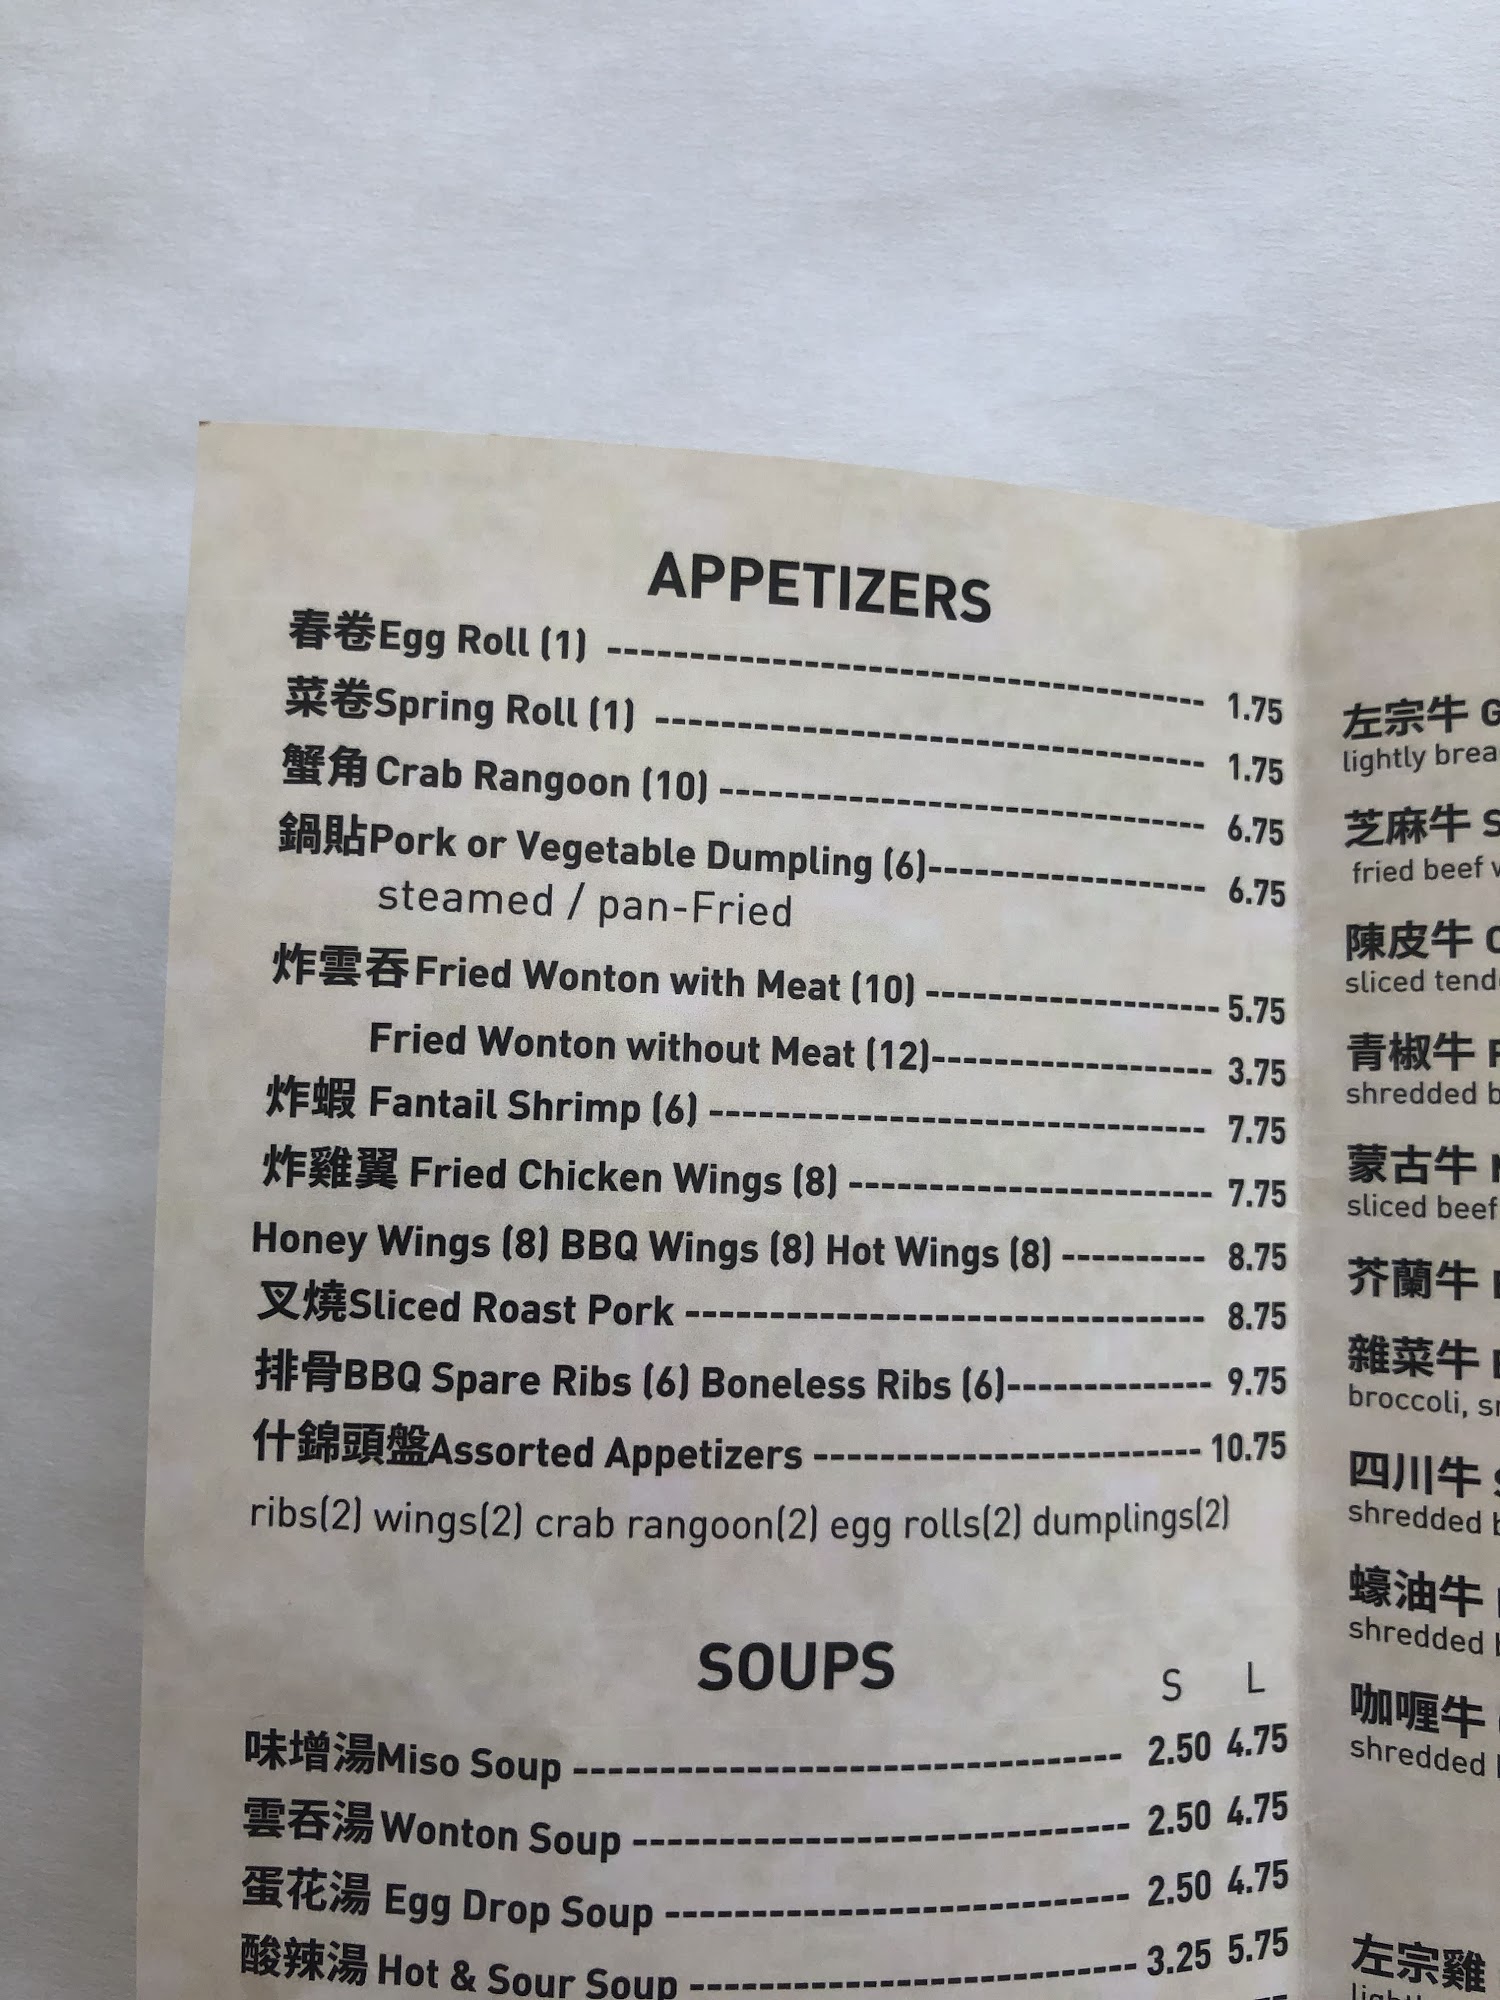 APPETIZERS
春卷Egg Roll (1) ---------------------------------------- 1.75
菜卷Spring Roll (1) ------------------------------------- 1.75
蟹角Crab Rangoon (10) -------------------------------- 6.75
鍋貼Pork or Vegetable Dumpling (6)------------------- 6.75
steamed / pan-Fried
炸雲吞Fried Wonton with Meat (10) -------------------- 5.75
Fried Wonton without Meat (12)------------------- 3.75
炸蝦 Fantail Shrimp (6) -------------------------------- 7.75
炸雞翼 Fried Chicken Wings (8) ------------------------ 7.75
Honey Wings (8) BBQ Wings (8) Hot Wings (8) ---------- 8.75
叉燒Sliced Roast Pork ---------------------------------- 8.75
排骨BBQ Spare Ribs (6) Boneless Ribs (6)-------------- 9.75
什錦頭盤Assorted Appetizers -------------------------- 10.75
ribs(2) wings(2) crab rangoon(2) egg rolls(2) dumplings(2)
SOUPS
S L
味增湯Miso Soup ------------------------------------ 2.50 4.75
雲吞湯Wonton Soup -------------------------------- 2.50 4.75
蛋花湯 Egg Drop Soup ------------------------------ 2.50 4.75
酸辣湯 Hot & Sour Soup ----------------------------- 3.25 5.75
左宗牛 G
lightly brea
芝麻牛 S
fried beef w
陳皮牛
sliced tend
青椒牛
shredded b
蒙古牛
sliced beef
芥蘭牛
雜菜牛
broccoli, sn
四川牛
shredded b
蠔油牛
shredded b
咖喱牛
shredded
左宗雞